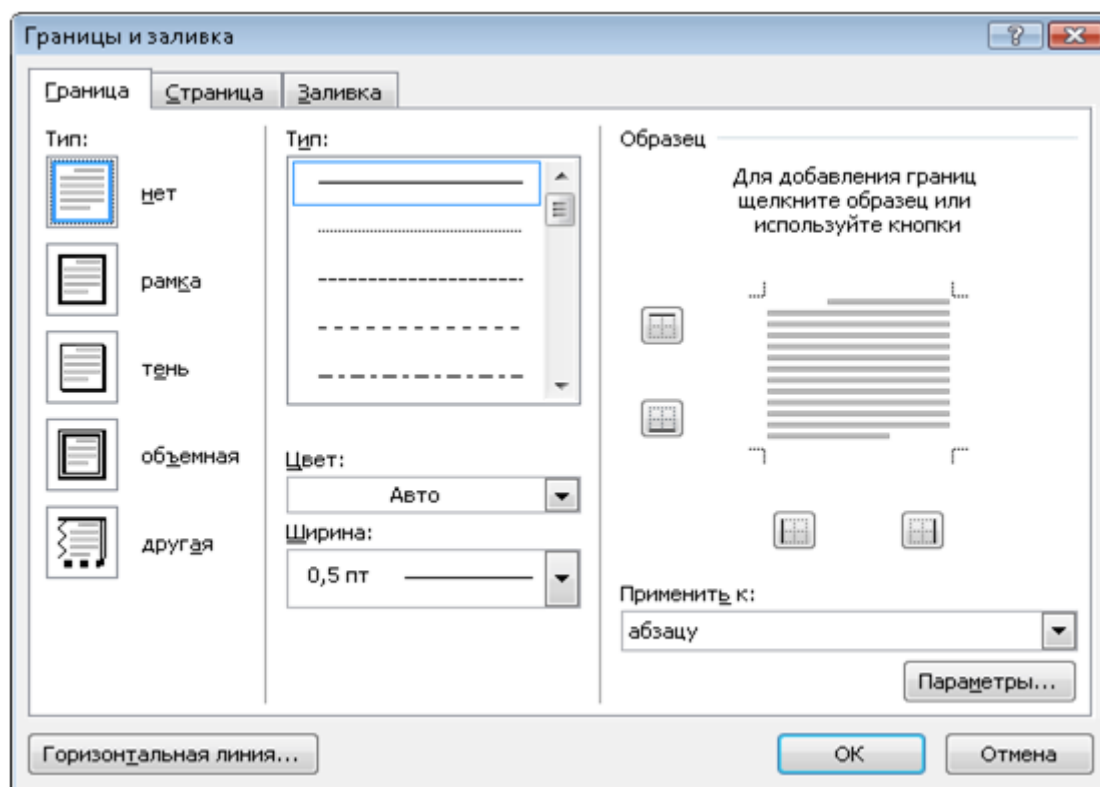 Границы и заливка
Граница
Страница
Заливка
Тип:
нет
рамка
тень
объемная
другая
Тип:
Цвет:
Авто
Ширина:
0,5 пт
Образец
Для добавления границ
щелкните образец или
используйте кнопки
Применить к:
абзацу
Параметры...
Горизонтальная линия...
ОК
Отмена